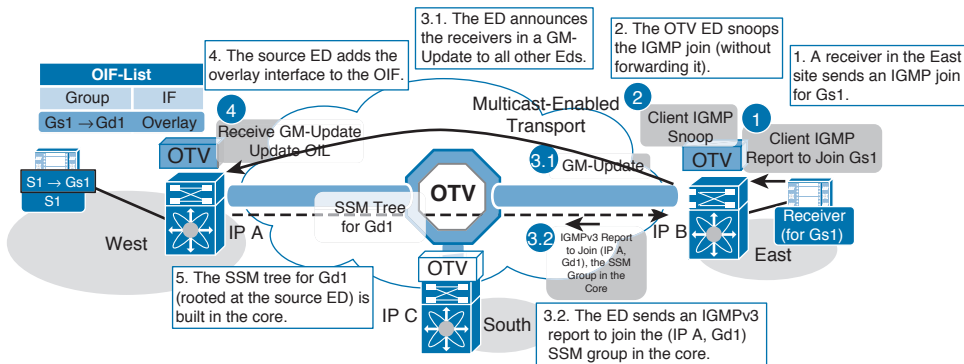 3.1. The ED announces
the receivers in a GM-
Update to all other Eds.
2. The OTV ED snoops
the IGMP join (without
forwarding it).
1. A receiver in the East
site sends an IGMP join
for Gs1.
4. The source ED adds the
overlay interface to the OIF.
OIF-List
Group IF
Gs1 → Gd1 Overlay
4
Receive GM-Update
Update OIL
OTV
Multicast-Enabled
Transport
2
Client IGMP
Snoop
OTV
1
Client IGMP
Report to Join Gs1
3.1 GM-Update
S1 → Gs1
S1
West
IP A
SSM Tree
for Gd1
OTV
3.2
IGMPv3 Report
to Join (IP A,
Gd1), the SSM
Group in the
Core
IP B
Receiver
(for Gs1)
East
5. The SSM tree for Gd1
(rooted at the source ED) is
built in the core.
OTV
IP C
South
3.2. The ED sends an IGMPv3
report to join the (IP A, Gd1)
SSM group in the core.